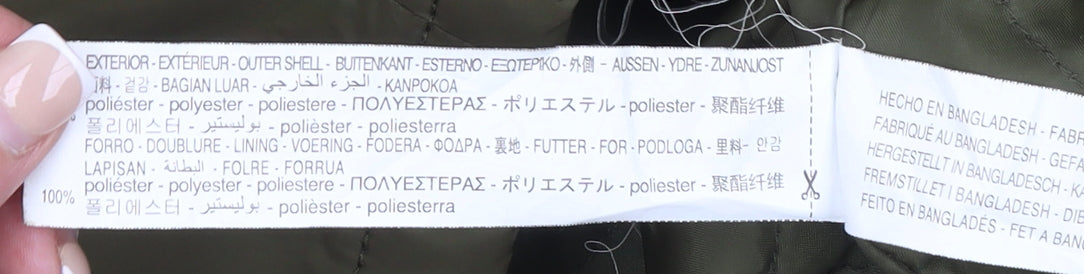 EXTERIOR - EXTÉRIEUR - OUTER SHELL - BUITENKANT - ESTERNO - ΕΞΩΤΕΡΙΚΟ - 外側 - AUSSEN - YDRE - ZUNANJOST
料 - 겉감 - BAGIAN LUAR - الجزء الخارجي - KANPOKOA
poliéster - polyester - poliestere - ΠΟΛΥΕΣΤΕΡΑΣ - ポリエステル - poliester - 聚酯纤维
%
폴리에스터 - بوليستير - polièster - poliesterra
FORRO - DOUBLURE - LINING - VOERING - FODERA - ΦΟΔΡΑ - 裏地 - FUTTER - FOR - PODLOGA - 里料 - 안감
LAPISAN - البطانة - FOLRE - FORRUA
poliéster - polyester - poliestere - ΠΟΛΥΕΣΤΕΡΑΣ - ポリエステル - poliester - 聚酯纤维
100%
폴리에스터 - بوليستير - polièster - poliesterra
HECHO EN BANGLADESH - FABR
FABRIQUÉ AU BANGLADESH - GEFA
HERGESTELLT IN BANGLADESCH - KA
FREMSTILLET I BANGLADESH - DIB
FEITO EN BANGLADÉS - FET A BAN